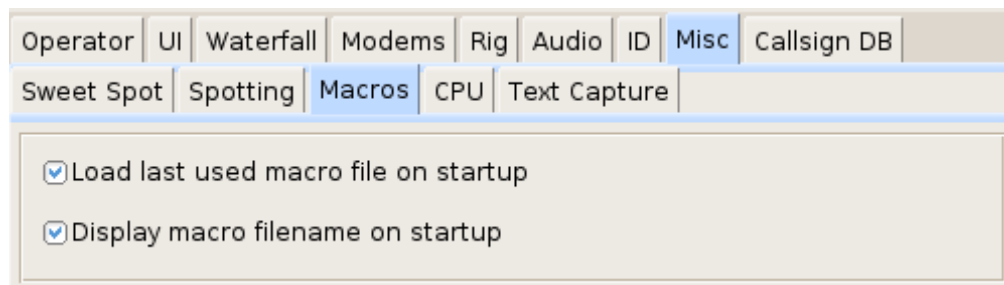 Operator UI Waterfall Modems Rig Audio ID Misc Callsign DB
Sweet Spot Spotting Macros CPU Text Capture
Load last used macro file on startup
Display macro filename on startup